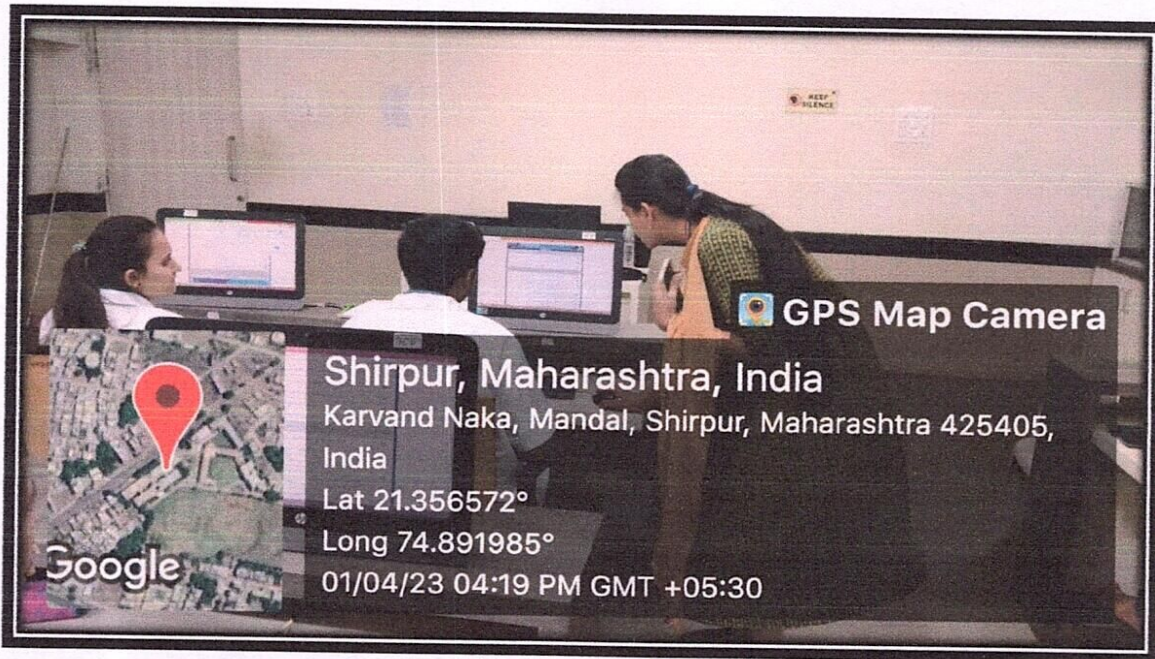 KEEP
SILENCE
GPS Map Camera
Shirpur, Maharashtra, India
Karvand Naka, Mandal, Shirpur, Maharashtra 425405,
India
Lat 21.356572°
Long 74.891985°
01/04/23 04:19 PM GMT +05:30
Google